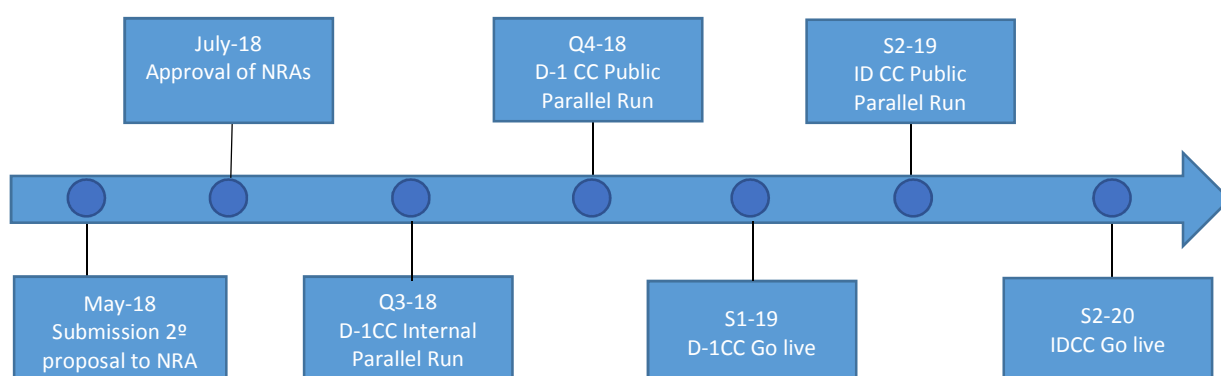 July-18
Approval of NRAs
Q4-18
D-1 CC Public
Parallel Run
S2-19
ID CC Public
Parallel Run
May-18
Submission 2º
proposal to NRA
Q3-18
D-1CC Internal
Parallel Run
S1-19
D-1CC Go live
S2-20
IDCC Go live